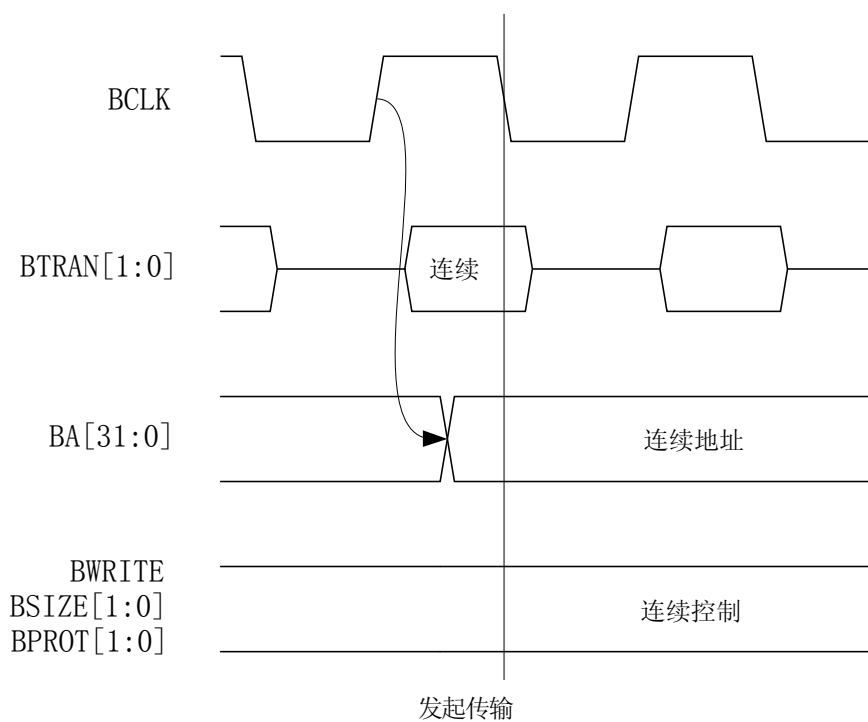 BCLK
BTRAN[1:0]
连续
BA[31:0]
连续地址
BWRITE
BSIZE[1:0]
连续控制
BPROT[1:0]
发起传输